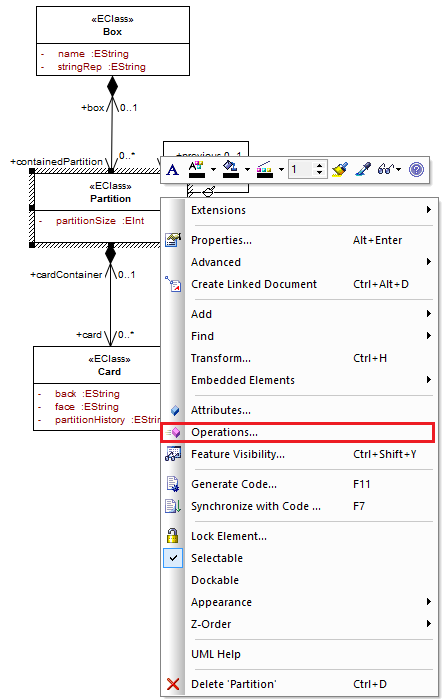 «EClass»
Box
- name :EString
- stringRep :EString
+box 0..1
+containedPartition 0..*
+previous 0..1
1
«EClass»
Partition
- partitionSize :EInt
+cardContainer 0..1
+card 0..*
«EClass»
Card
- back :EString
- face :EString
- partitionHistory :EStrin
Extensions
Properties... Alt+Enter
Advanced
Create Linked Document Ctrl+Alt+D
Add
Find
Transform... Ctrl+H
Embedded Elements
Attributes...
Operations...
Feature Visibility... Ctrl+Shift+Y
Generate Code... F11
Synchronize with Code ... F7
Lock Element...
Selectable
Dockable
Appearance
Z-Order
UML Help
Delete 'Partition' Ctrl+D